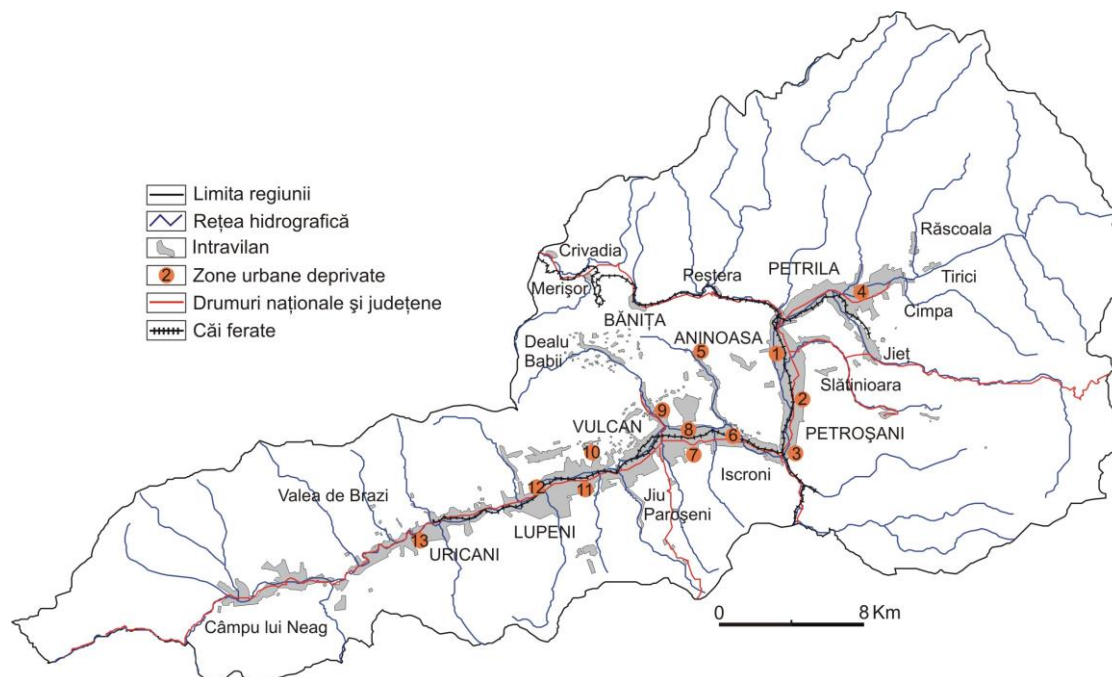 Limita regiunii
Rețea hidrografică
Intravilan
2 Zone urbane deprivate
Drumuri naționale și județene
Căi ferate
Răscoala
Crivadia
PETRILA
Peștera
Tirici
4
Merișor
Cimpa
BĂNIȚA
ANINOASA
Dealu
Babii
5
1
Jieț
Slătinioara
2
9
VULCAN
8
6
PETROȘANI
10
7
3
Iscroni
Valea de Brazi
12
11
Jiu
Paroșeni
LUPENI
13
URICANI
Câmpu lui Neag
0 8 Km